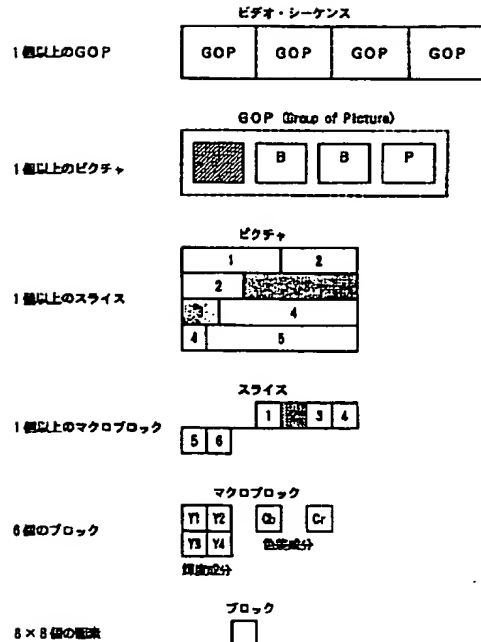 ビデオ・シーケンス
1個以上のGOP
GOP GOP GOP GOP
GOP (Group of Picture)
1個以上のピクチャ
B B P
ピクチャ
1 2
1個以上のスライス
2
3 4
4 5
スライス
1個以上のマクロブロック
1 3 4
5 6
マクロブロック
6個のブロック
Y1 Y2 Cb Cr
Y3 Y4 色差成分
輝度成分
ブロック
8×8個の画素